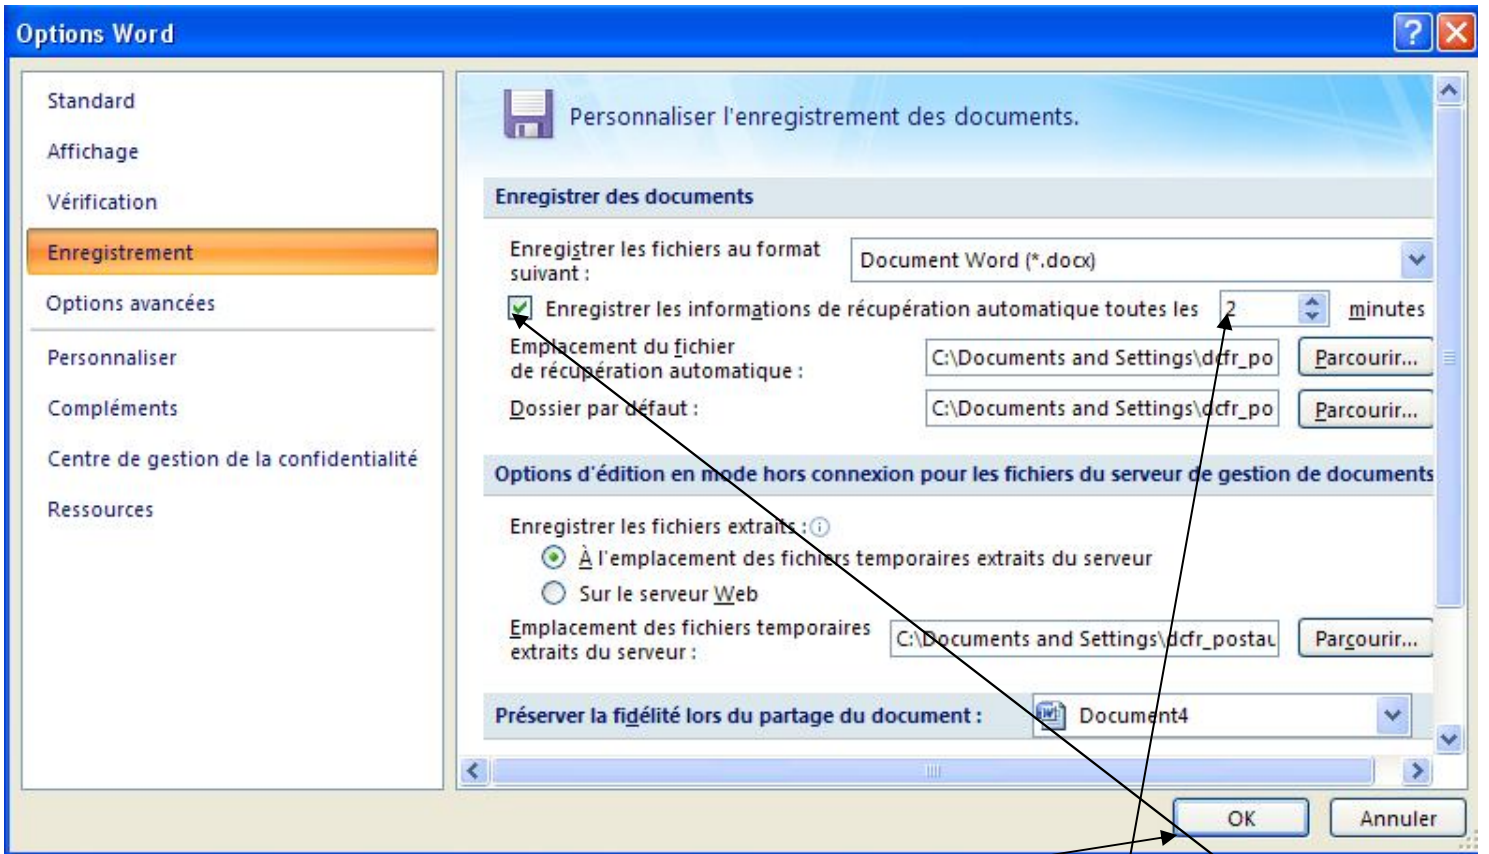 Options Word
Standard
Affichage
Vérification
Enregistrement
Options avancées
Personnaliser
Compléments
Centre de gestion de la confidentialité
Ressources
Personnaliser l'enregistrement des documents.
Enregistrer des documents
Enregistrer les fichiers au format
suivant :
Document Word (*.docx)
Enregistrer les informations de récupération automatique toutes les 2 minutes
Emplacement du fichier
de récupération automatique :
C:\Documents and Settings\dcfr_po
Parcourir...
Dossier par défaut :
C:\Documents and Settings\dcfr_po
Parcourir...
Options d'édition en mode hors connexion pour les fichiers du serveur de gestion de documents
Enregistrer les fichiers extraits :
À l'emplacement des fichiers temporaires extraits du serveur
Sur le serveur Web
Emplacement des fichiers temporaires
extraits du serveur :
C:\Documents and Settings\dcfr_postau
Parcourir...
Préserver la fidélité lors du partage du document :
Document4
OK
Annuler